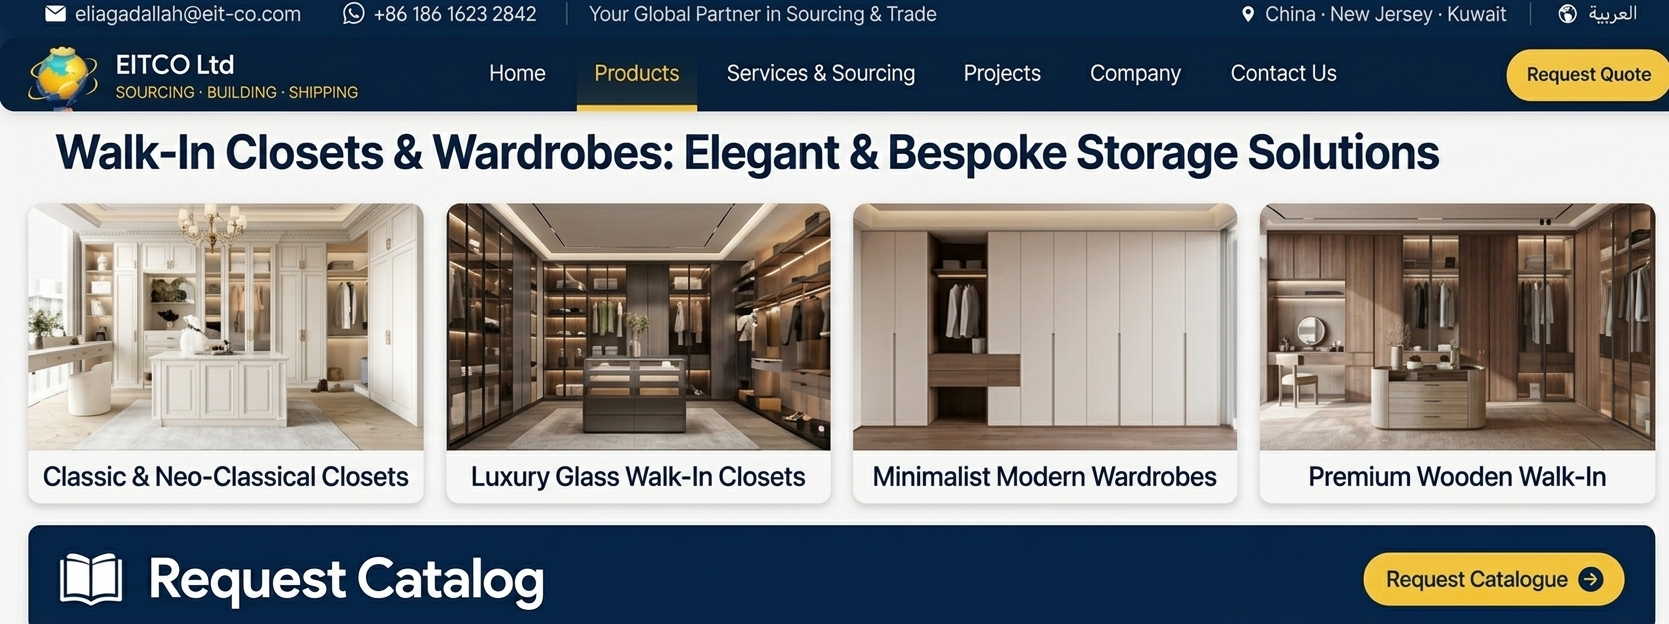 eliagadallah@eit-co.com +86 186 1623 2842 Your Global Partner in Sourcing & Trade China · New Jersey · Kuwait العربية
EITCO Ltd
SOURCING · BUILDING · SHIPPING
Home Products Services & Sourcing Projects Company Contact Us Request Quote
Walk-In Closets & Wardrobes: Elegant & Bespoke Storage Solutions
Classic & Neo-Classical Closets
Luxury Glass Walk-In Closets
Minimalist Modern Wardrobes
Premium Wooden Walk-In
Request Catalog
Request Catalogue